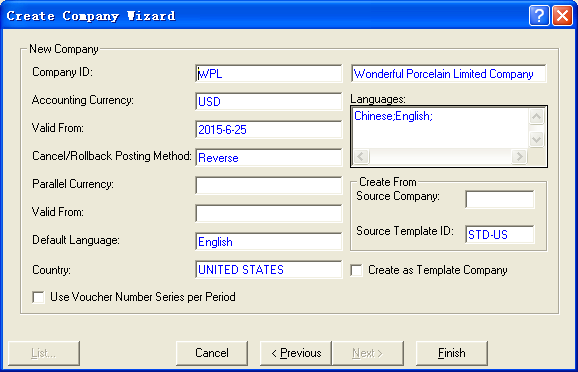 Create Company Wizard
New Company
Company ID: WPL Wonderful Porcelain Limited Company
Accounting Currency: USD
Languages:
Chinese;English;
Valid From: 2015-6-25
Cancel/Rollback Posting Method: Reverse
Parallel Currency:
Create From
Source Company:
Valid From:
Source Template ID: STD-US
Default Language: English
Country: UNITED STATES
Create as Template Company
Use Voucher Number Series per Period
List... Cancel < Previous Next > Finish